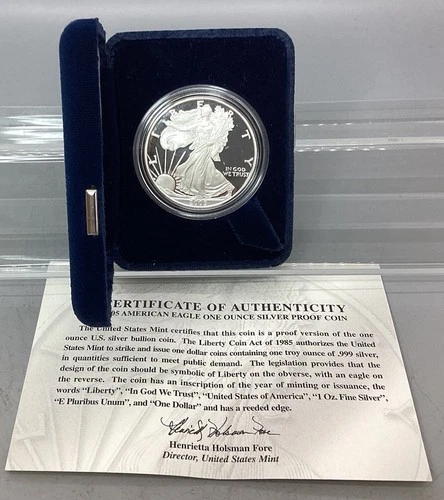 LIBERTY
IN GOD
WE TRUST
CERTIFICATE OF AUTHENTICITY
AMERICAN EAGLE ONE OUNCE SILVER PROOF COIN
The United States Mint certifies that this coin is a proof version of the one
ounce U.S. silver bullion coin. The Liberty Coin Act of 1985 authorizes the United
States Mint to strike and issue one dollar coins containing one troy ounce of .999 silver,
in quantities sufficient to meet public demand. The legislation provides that the
design of the coin should be symbolic of Liberty on the obverse, with an eagle on
the reverse. The coin has an inscription of the year of minting or issuance, the
words "Liberty", "In God We Trust", "United States of America", "1 Oz. Fine Silver",
"E Pluribus Unum", and "One Dollar" and has a reeded edge.
Henrietta Holsman Fore
Henrietta Holsman Fore
Director, United States Mint